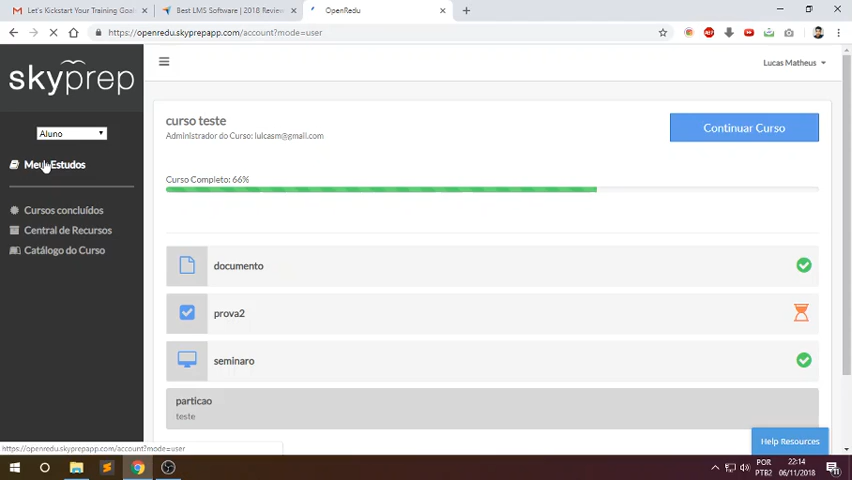 Let's Kickstart Your Training Goals
Best LMS Software | 2018 Review
OpenRedu
https://openredu.skyprepapp.com/account?mode=user
skyprep
Lucas Matheus
Aluno
Meus Estudos
Cursos concluídos
Central de Recursos
Catálogo do Curso
curso teste
Administrador do Curso: lulcasm@gmail.com
Continuar Curso
Curso Completo: 66%
documento
prova2
seminaro
particao
teste
Help Resources
https://openredu.skyprepapp.com/account?mode=user
POR
PTB2
22:14
06/11/2018